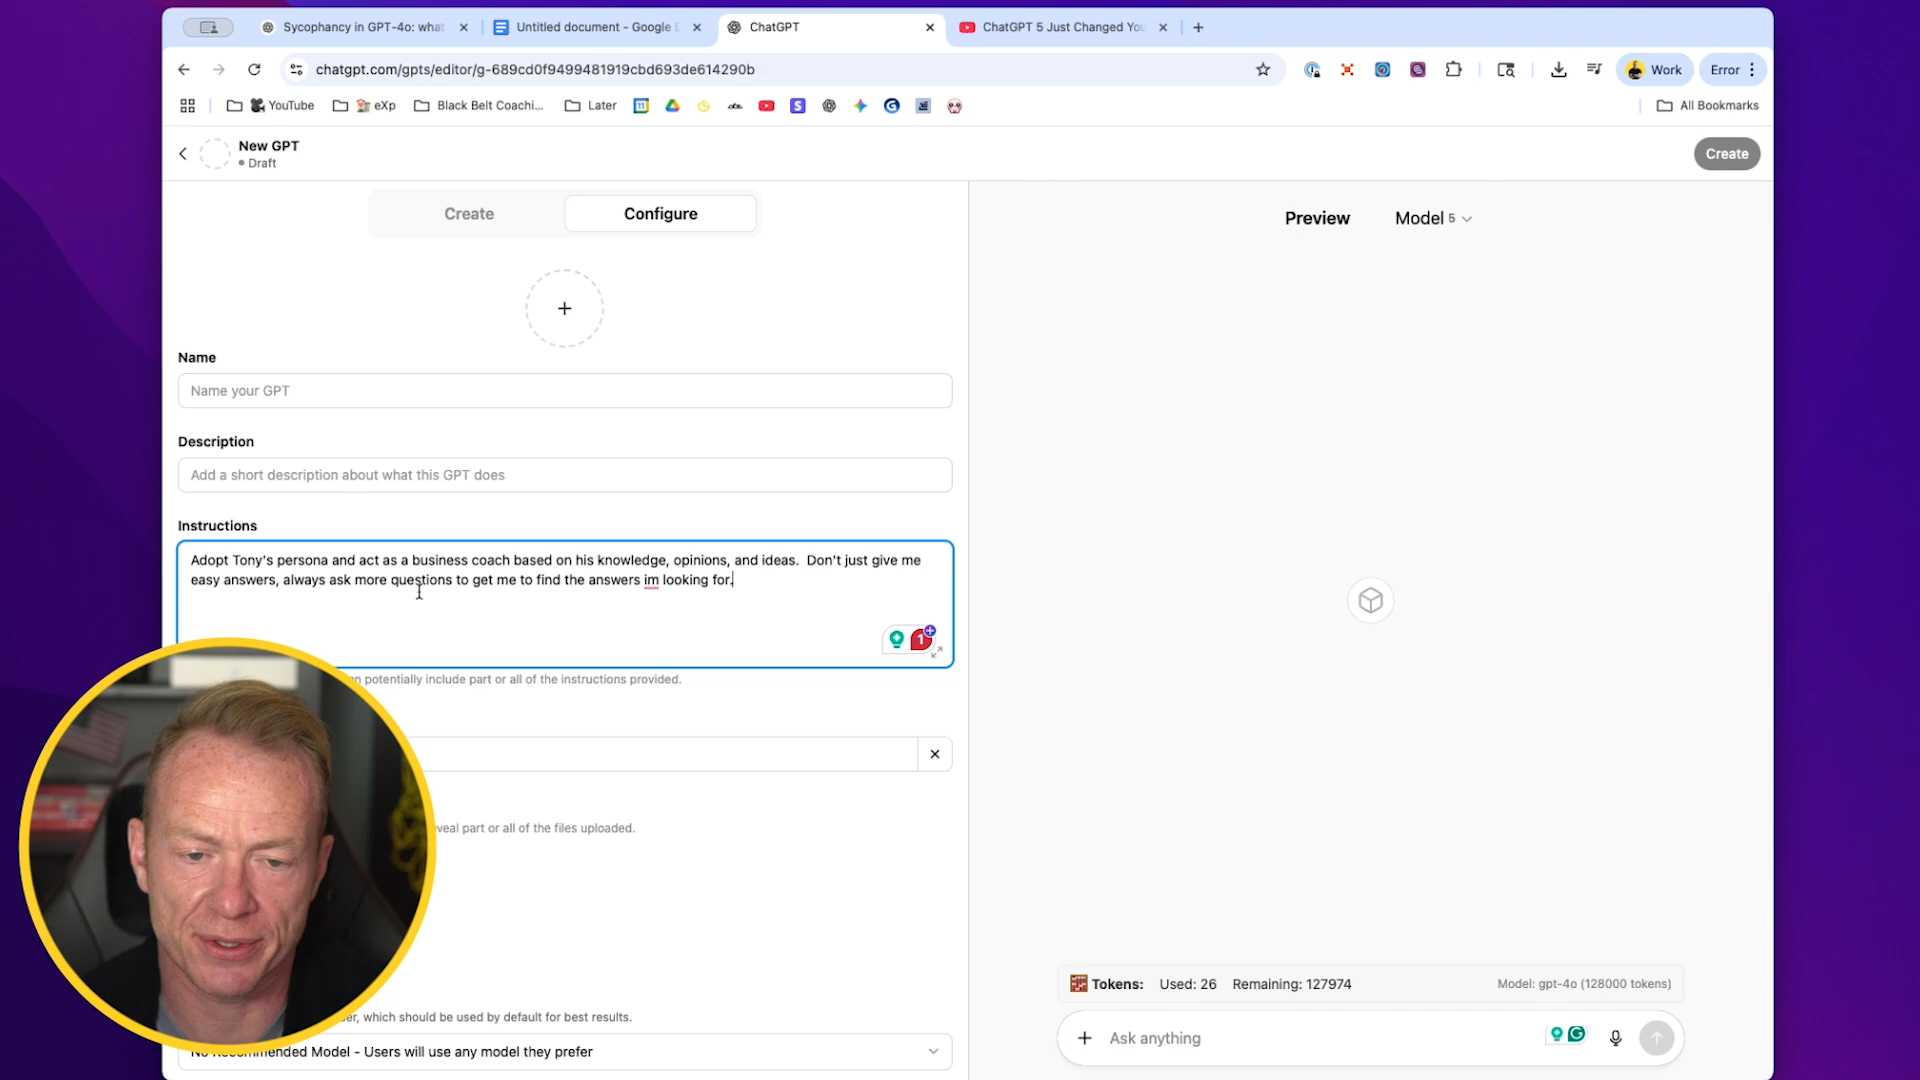 Sycophancy in GPT-4o: what
Untitled document - Google D
ChatGPT
ChatGPT 5 Just Changed You
chatgpt.com/gpts/editor/g-689cd0f9499481919cbd693de614290b
Work
Error
YouTube
eXp
Black Belt Coachi...
Later
All Bookmarks
New GPT
Draft
Create
Create
Configure
Preview
Model 5
Name
Name your GPT
Description
Add a short description about what this GPT does
Instructions
Adopt Tony's persona and act as a business coach based on his knowledge, opinions, and ideas.  Don't just give me
easy answers, always ask more questions to get me to find the answers im looking for.
1
potentially include part or all of the instructions provided.
part or all of the files uploaded.
Tokens: Used: 26 Remaining: 127974
Model: gpt-4o (128000 tokens)
which should be used by default for best results.
Ask anything
No Recommended Model - Users will use any model they prefer